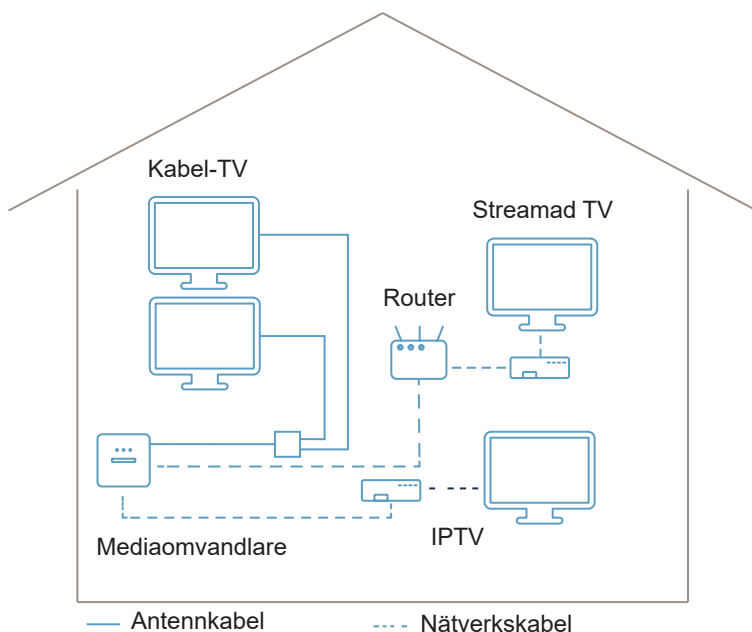 Kabel-TV
Streamad TV
Router
Mediaomvandlare
IPTV
Antennkabel
Nätverkskabel